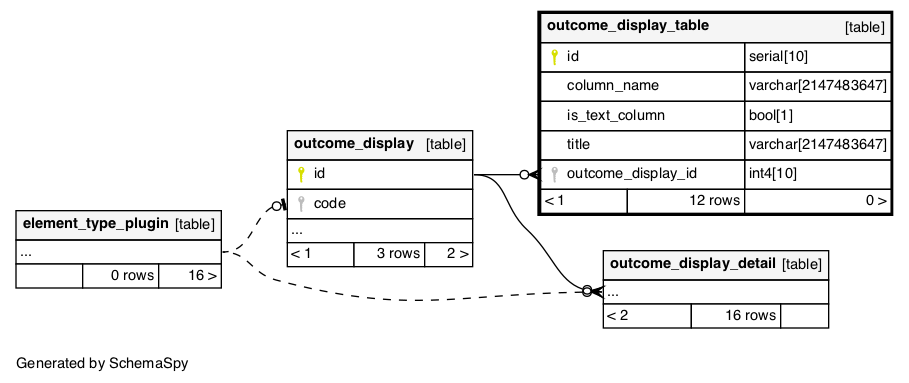 outcome_display_table [table]
id serial[10]
column_name varchar[2147483647]
is_text_column bool[1]
title varchar[2147483647]
outcome_display_id int4[10]
< 1 12 rows 0 >
outcome_display [table]
id
code
...
< 1 3 rows 2 >
element_type_plugin [table]
...
0 rows 16 >
outcome_display_detail [table]
...
< 2 16 rows
Generated by SchemaSpy